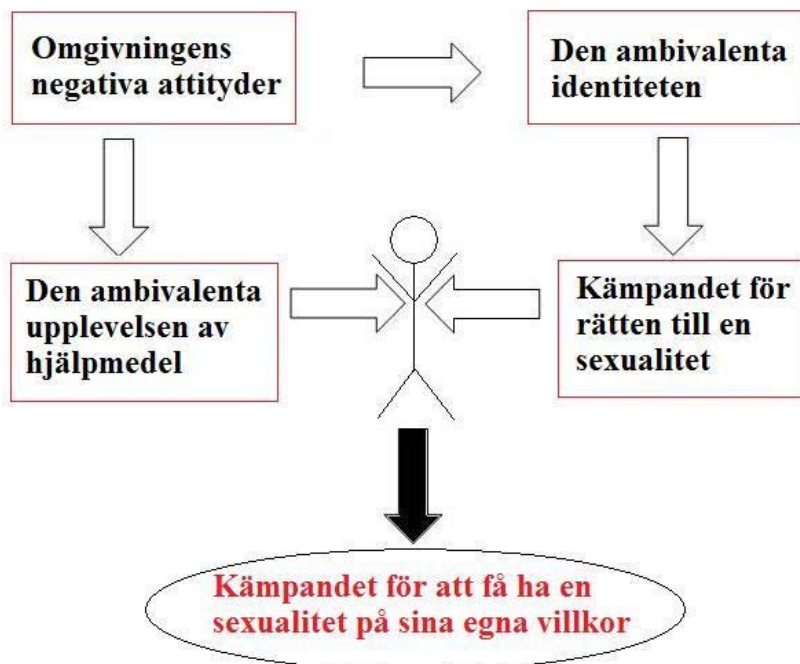 Omgivningens
negativa attityder
Den ambivalenta
identiteten
Den ambivalenta
upplevelsen av
hjälpmedel
Kämpandet för
rätten till en
sexualitet
Kämpandet för att få ha en
sexualitet på sina egna villkor